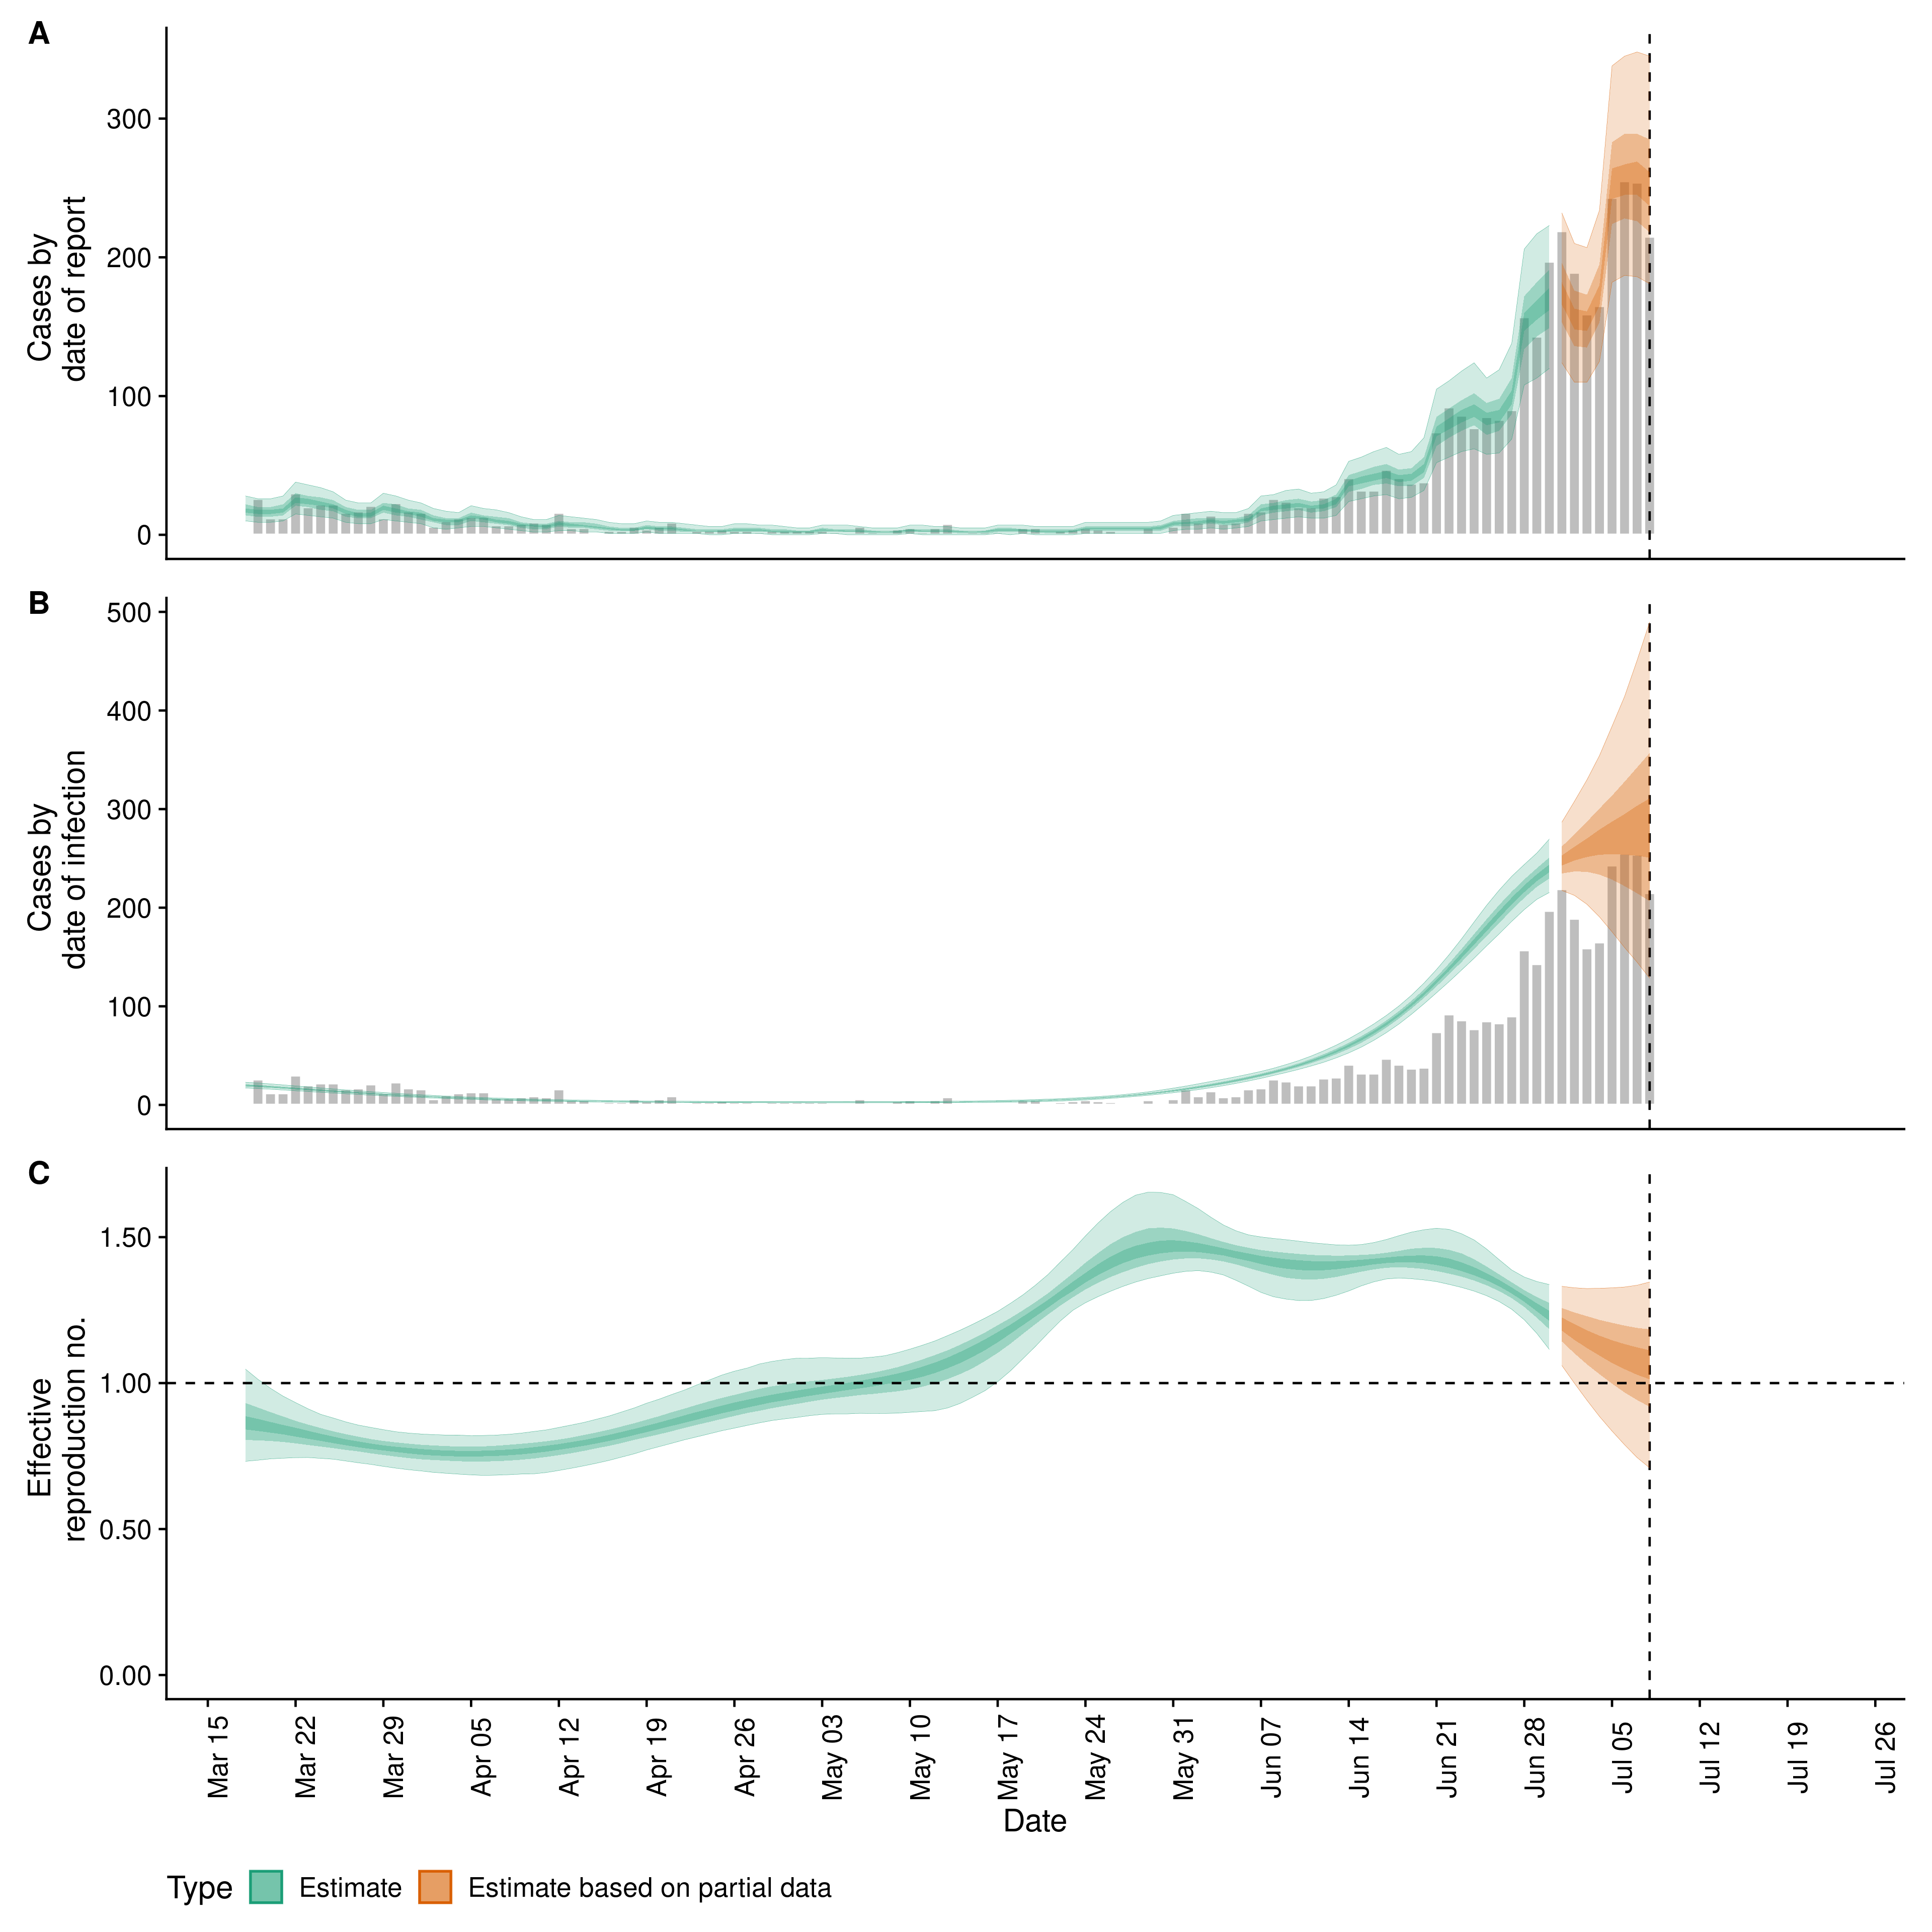 A
Cases by
date of report
300
200
100
0
B
Cases by
date of infection
500
400
300
200
100
0
C
Effective
reproduction no.
1.50
1.00
0.50
0.00
Mar 15
Mar 22
Mar 29
Apr 05
Apr 12
Apr 19
Apr 26
May 03
May 10
May 17
May 24
May 31
Jun 07
Jun 14
Jun 21
Jun 28
Jul 05
Jul 12
Jul 19
Jul 26
Date
Type Estimate Estimate based on partial data